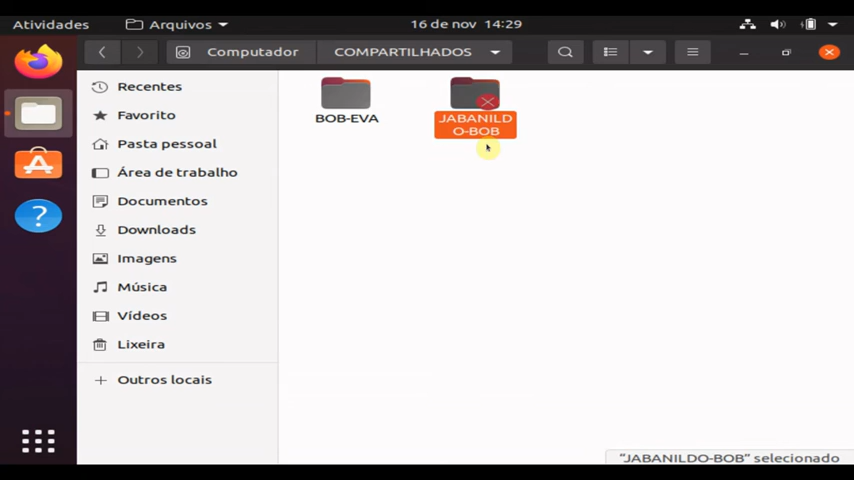 Atividades
Arquivos
16 de nov 14:29
Computador
COMPARTILHADOS
Recentes
Favorito
Pasta pessoal
Área de trabalho
Documentos
Downloads
Imagens
Música
Vídeos
Lixeira
Outros locais
BOB-EVA
JABANILD
O-BOB
"JABANILDO-BOB" selecionado